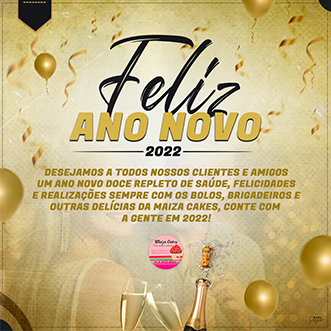 Feliz
ANO NOVO
2022
DESEJAMOS A TODOS NOSSOS CLIENTES E AMIGOS
UM ANO NOVO DOCE REPLETO DE SAÚDE, FELICIDADES
E REALIZAÇÕES SEMPRE COM OS BOLOS, BRIGADEIROS E
OUTRAS DELÍCIAS DA MAIZA CAKES, CONTE COM
A GENTE EM 2022!
Maiza Cakes